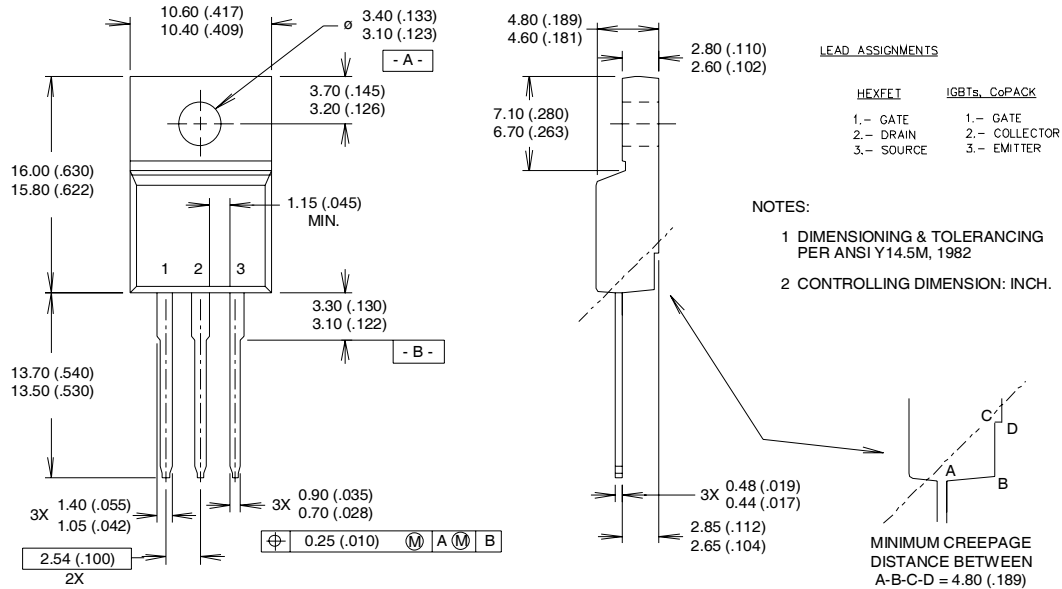 10.60 (.417)
10.40 (.409)
ø 3.40 (.133)
3.10 (.123)
- A -
3.70 (.145)
3.20 (.126)
16.00 (.630)
15.80 (.622)
1.15 (.045)
MIN.
1 2 3
3.30 (.130)
3.10 (.122)
- B -
13.70 (.540)
13.50 (.530)
3X 1.40 (.055)
1.05 (.042)
3X 0.90 (.035)
0.70 (.028)
2.54 (.100)
2X
⌖ 0.25 (.010) Ⓜ A Ⓜ B
4.80 (.189)
4.60 (.181)
2.80 (.110)
2.60 (.102)
7.10 (.280)
6.70 (.263)
3X 0.48 (.019)
0.44 (.017)
2.85 (.112)
2.65 (.104)
LEAD ASSIGNMENTS
HEXFET
1.- GATE
2.- DRAIN
3.- SOURCE
IGBTs, CoPACK
1.- GATE
2.- COLLECTOR
3.- EMITTER
NOTES:
1 DIMENSIONING & TOLERANCING
PER ANSI Y14.5M, 1982
2 CONTROLLING DIMENSION: INCH.
C
D
A
B
MINIMUM CREEPAGE
DISTANCE BETWEEN
A-B-C-D = 4.80 (.189)